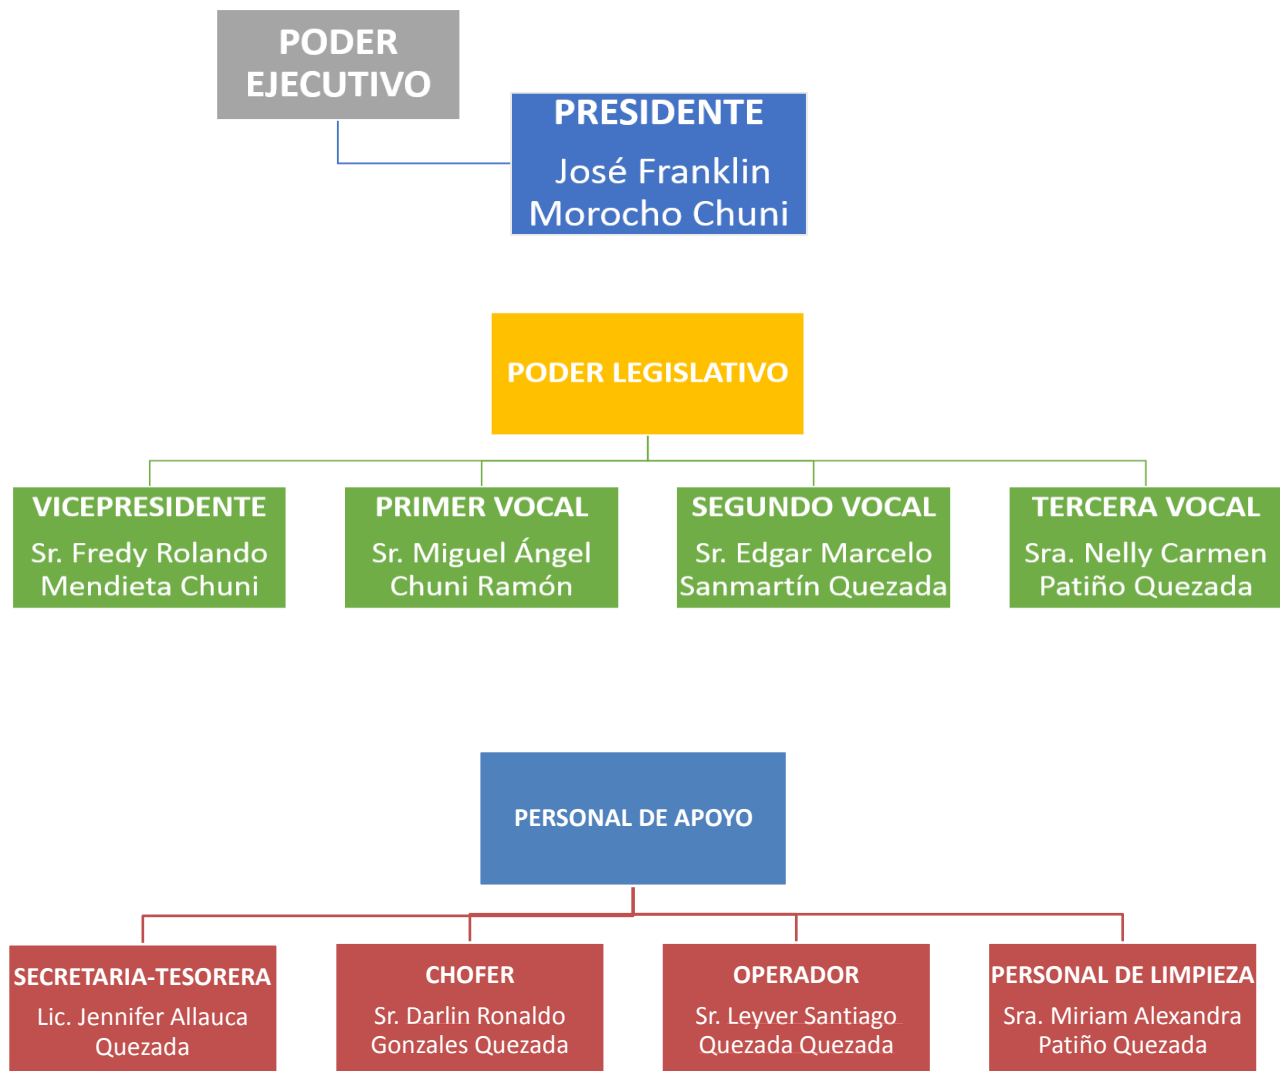 PODER
EJECUTIVO
PRESIDENTE
José Franklin
Morocho Chuni
PODER LEGISLATIVO
VICEPRESIDENTE
Sr. Fredy Rolando
Mendieta Chuni
PRIMER VOCAL
Sr. Miguel Ángel
Chuni Ramón
SEGUNDO VOCAL
Sr. Edgar Marcelo
Sanmartín Quezada
TERCERA VOCAL
Sra. Nelly Carmen
Patiño Quezada
PERSONAL DE APOYO
SECRETARIA-TESORERA
Lic. Jennifer Allauca
Quezada
CHOFER
Sr. Darlin Ronaldo
Gonzales Quezada
OPERADOR
Sr. Leyver Santiago
Quezada Quezada
PERSONAL DE LIMPIEZA
Sra. Miriam Alexandra
Patiño Quezada